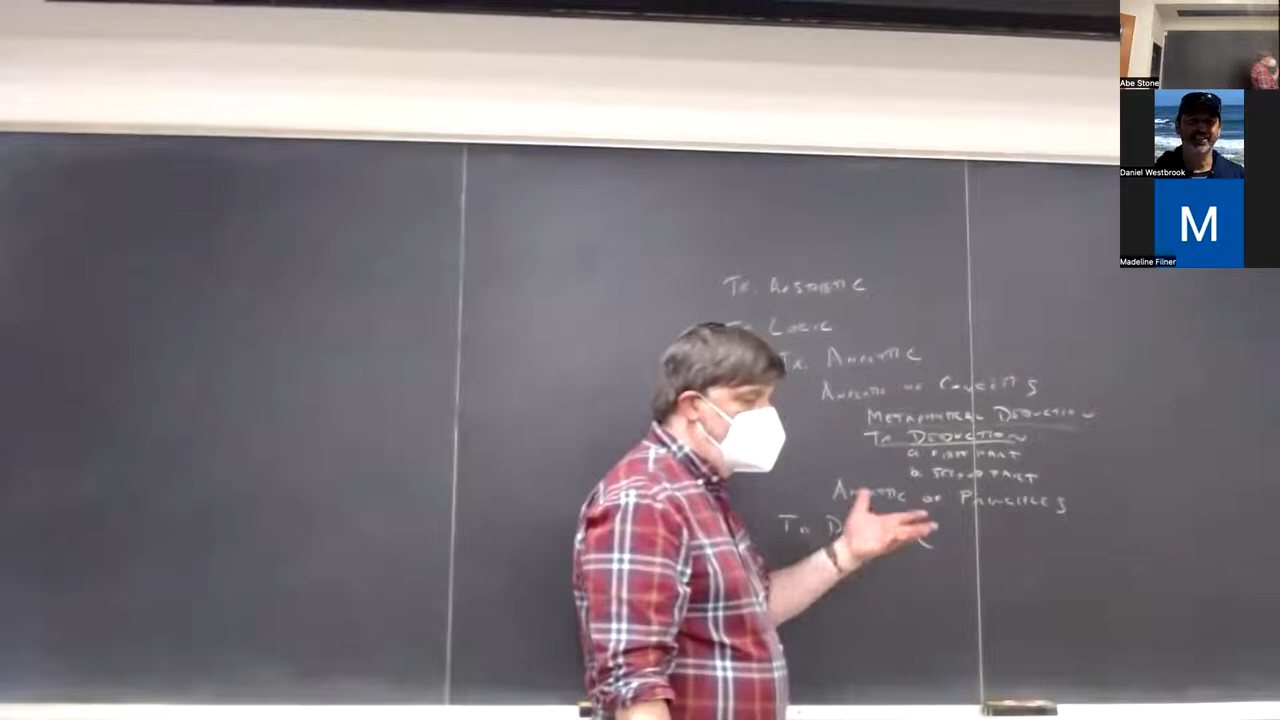 Abe Stone
Daniel Westbrook
M
Madeline Filner
Tr. Aesthetic
Logic
Tr. Analytic
Analytic of Concepts
Metaphysical Deduction
Tr Deduction
a first part
b second part
Analytic of Principles
Tr D